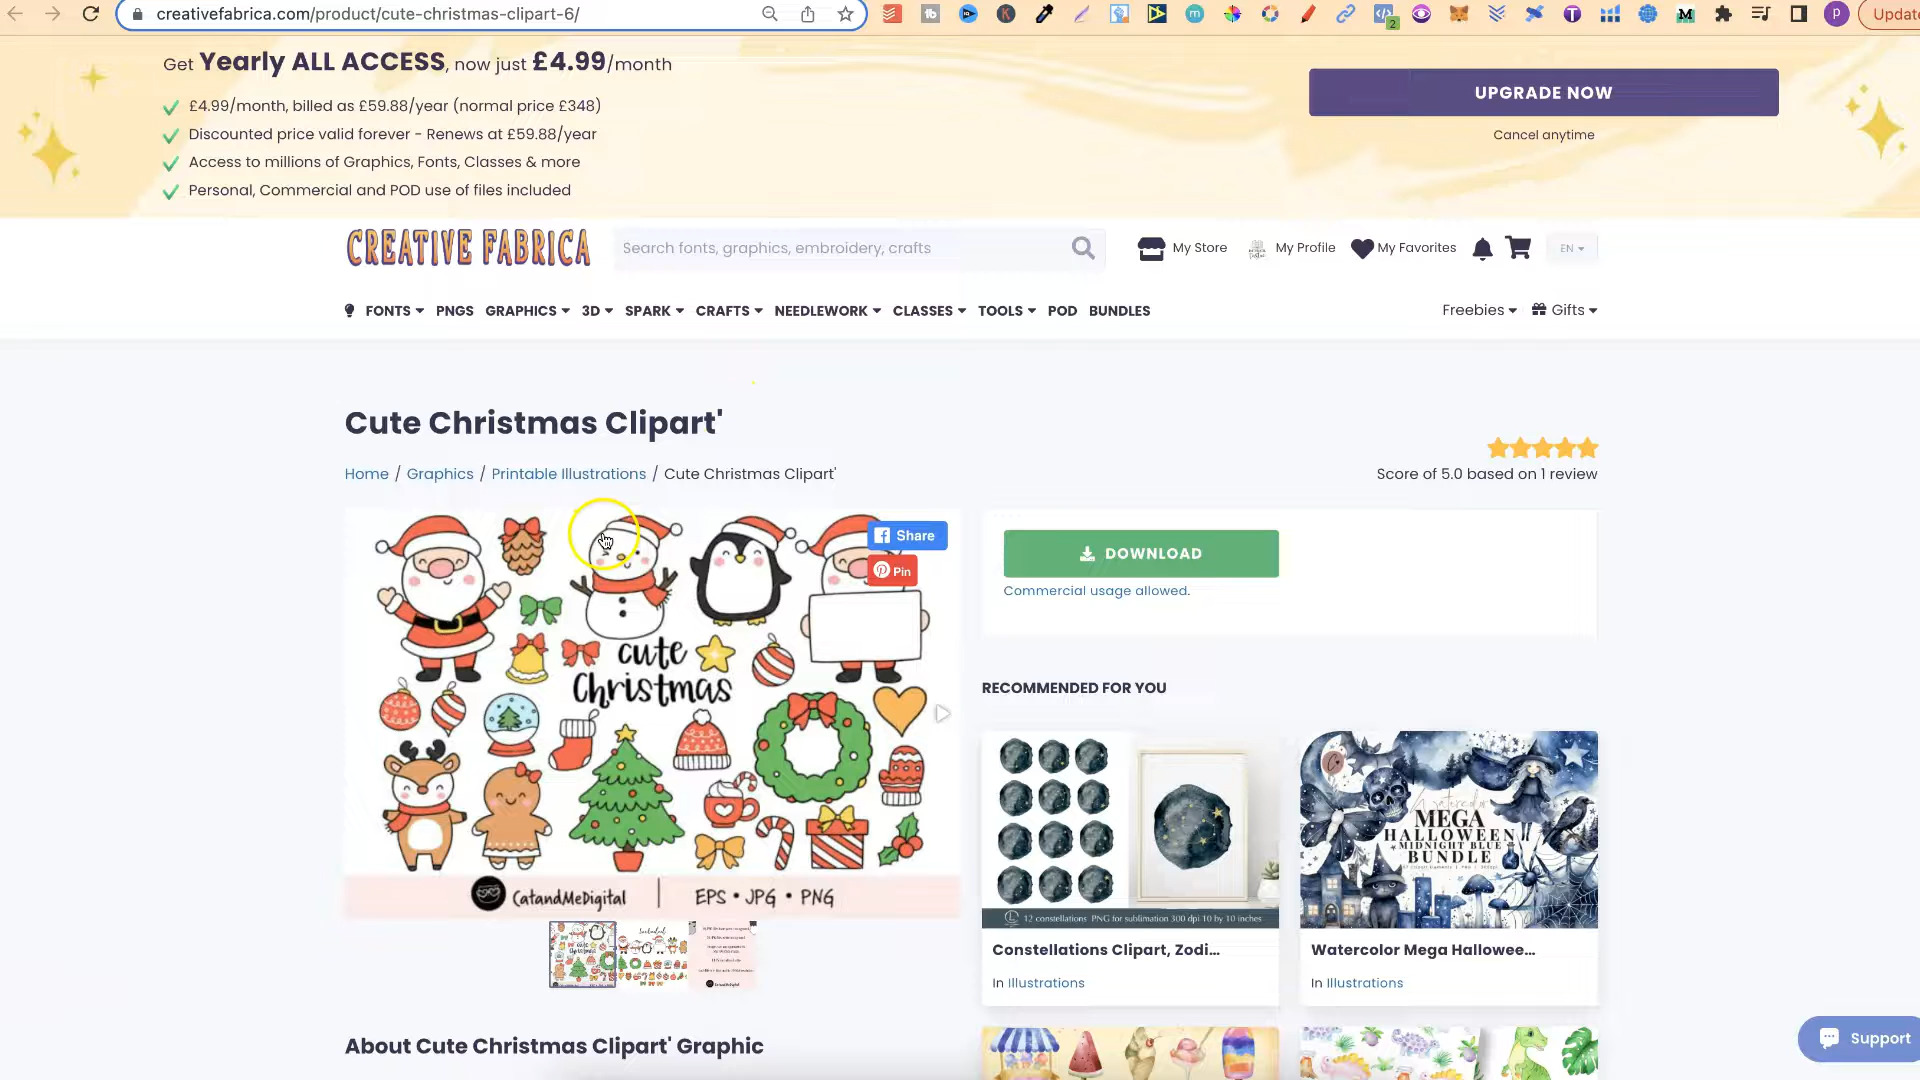 creativefabrica.com/product/cute-christmas-clipart-6/
2
M
P
Update
Get Yearly ALL ACCESS, now just £4.99/month
£4.99/month, billed as £59.88/year (normal price £348)
Discounted price valid forever - Renews at £59.88/year
Access to millions of Graphics, Fonts, Classes & more
Personal, Commercial and POD use of files included
UPGRADE NOW
Cancel anytime
CREATIVE FABRICA
Search fonts, graphics, embroidery, crafts
My Store
My Profile
My Favorites
EN
FONTS PNGS GRAPHICS 3D SPARK CRAFTS NEEDLEWORK CLASSES TOOLS POD BUNDLES
Freebies Gifts
Cute Christmas Clipart'
Home / Graphics / Printable Illustrations / Cute Christmas Clipart'
Score of 5.0 based on 1 review
Share
Pin
cute
Christmas
CatandMeDigital
EPS • JPG • PNG
DOWNLOAD
Commercial usage allowed.
RECOMMENDED FOR YOU
12 constellations PNG for sublimation 300 dpi 10 by 10 inches
Watercolor
MEGA
HALLOWEEN
MIDNIGHT BLUE
BUNDLE
Constellations Clipart, Zodi...
In Illustrations
Watercolor Mega Hallowee...
In Illustrations
About Cute Christmas Clipart' Graphic
Support